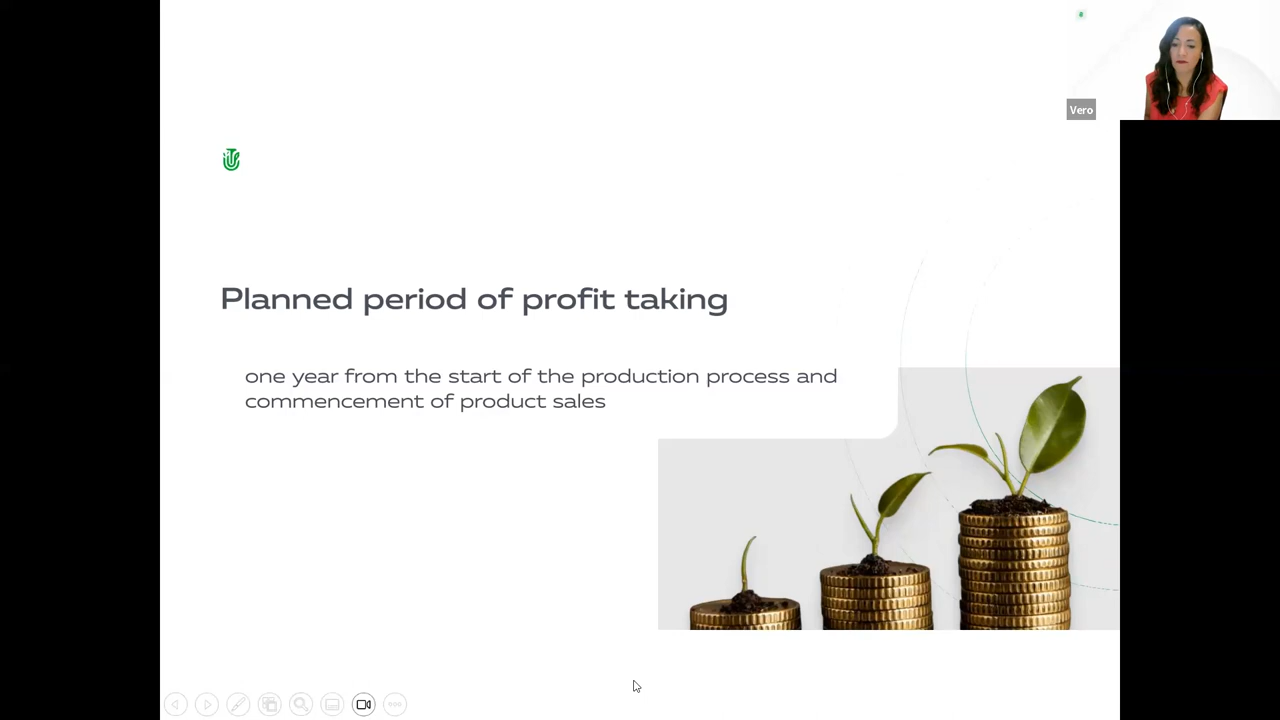 Vero
Planned period of profit taking
one year from the start of the production process and
commencement of product sales